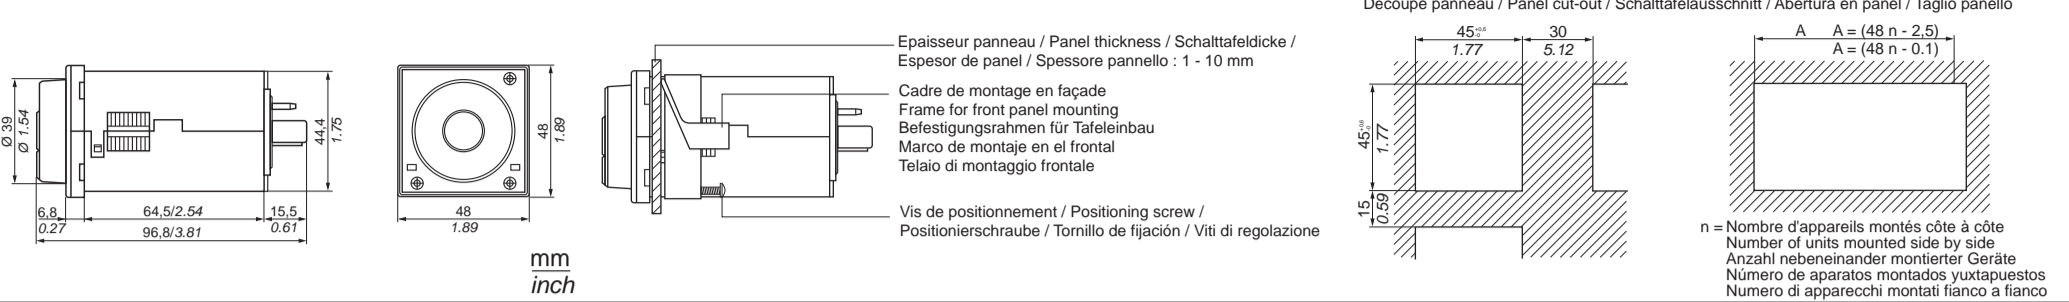 Découpe panneau / Panel cut-out / Schalttafelausschnitt / Abertura en panel / Taglio panello
Ø 39
Ø 1.54
44,4
1.75
6,8
0.27
64,5/2.54
15,5
0.61
96,8/3.81
48
1.89
48
1.89
mm
inch
Epaisseur panneau / Panel thickness / Schalttafeldicke /
Espesor de panel / Spessore pannello : 1 - 10 mm
Cadre de montage en façade
Frame for front panel mounting
Befestigungsrahmen für Tafeleinbau
Marco de montaje en el frontal
Telaio di montaggio frontale
Vis de positionnement / Positioning screw /
Positionierschraube / Tornillo de fijación / Viti di regolazione
45 +0,6 -0
1.77
30
5.12
45 +0,6 -0
1.77
15
0.59
A A = (48 n - 2,5)
A = (48 n - 0.1)
n = Nombre d'appareils montés côte à côte
Number of units mounted side by side
Anzahl nebeneinander montierter Geräte
Número de aparatos montados yuxtapuestos
Numero di apparecchi montati fianco a fianco